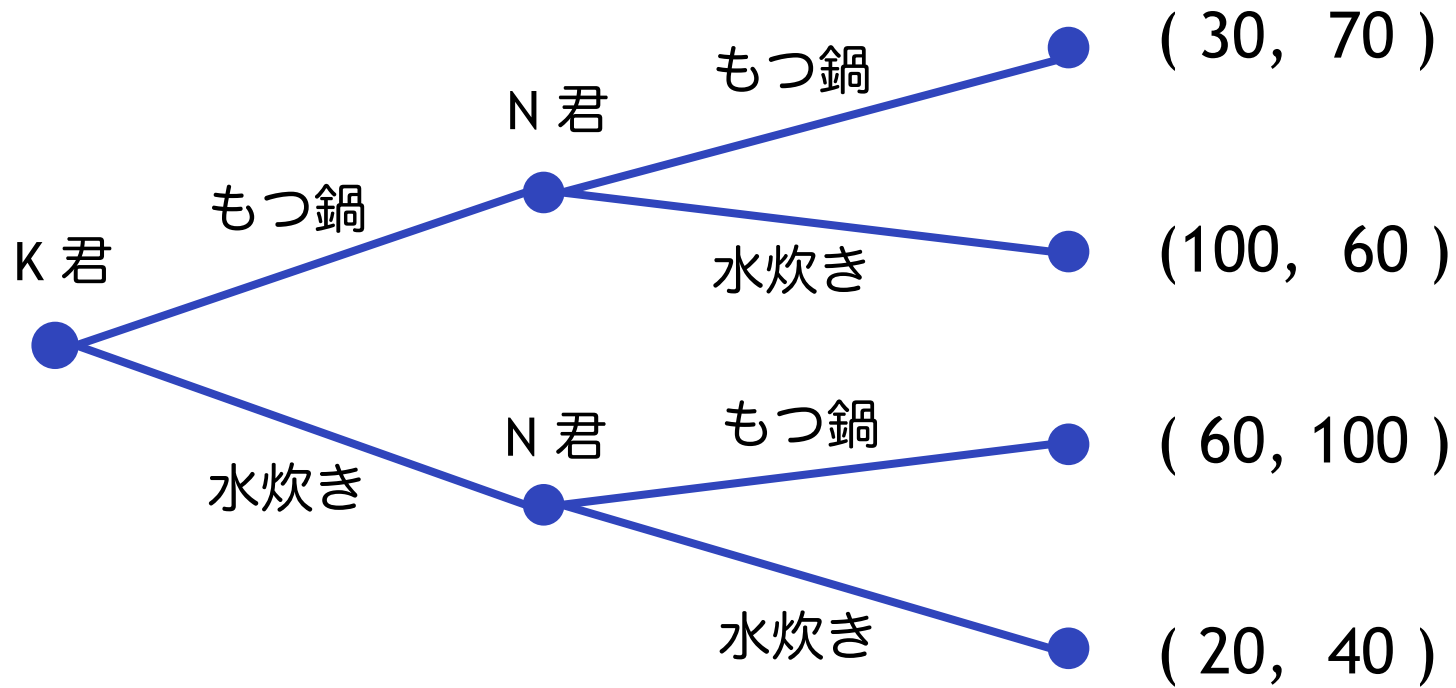 もつ鍋 ( 30, 70 )
N 君
もつ鍋
水炊き (100, 60 )
K 君
もつ鍋 ( 60, 100 )
N 君
水炊き
水炊き ( 20, 40 )